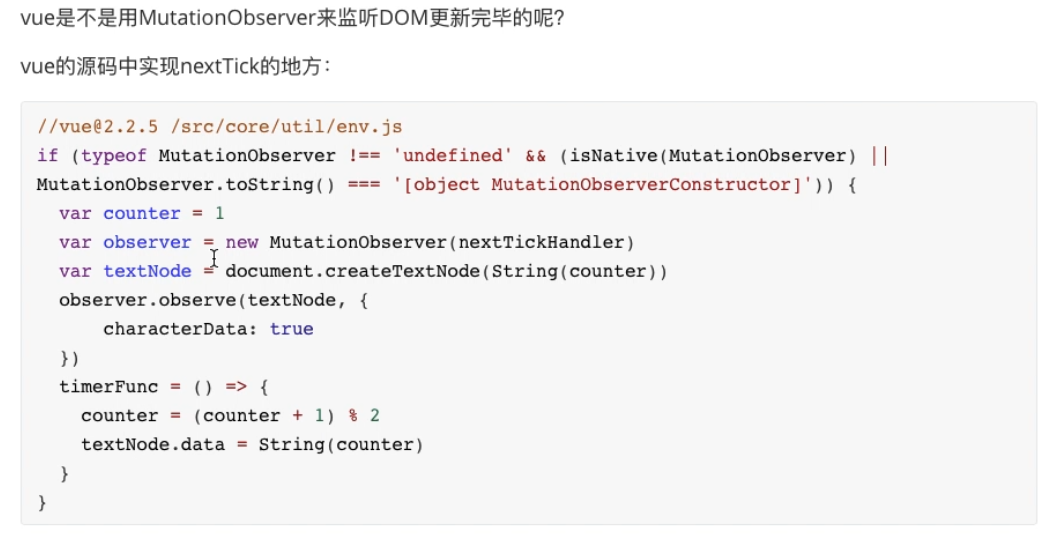 vue是不是用MutationObserver来监听DOM更新完毕的呢?
vue的源码中实现nextTick的地方：
//vue@2.2.5 /src/core/util/env.js
if (typeof MutationObserver !== 'undefined' && (isNative(MutationObserver) ||
MutationObserver.toString() === '[object MutationObserverConstructor]')) {
  var counter = 1
  var observer = new MutationObserver(nextTickHandler)
  var textNode = document.createTextNode(String(counter))
  observer.observe(textNode, {
      characterData: true
  })
  timerFunc = () => {
    counter = (counter + 1) % 2
    textNode.data = String(counter)
  }
}